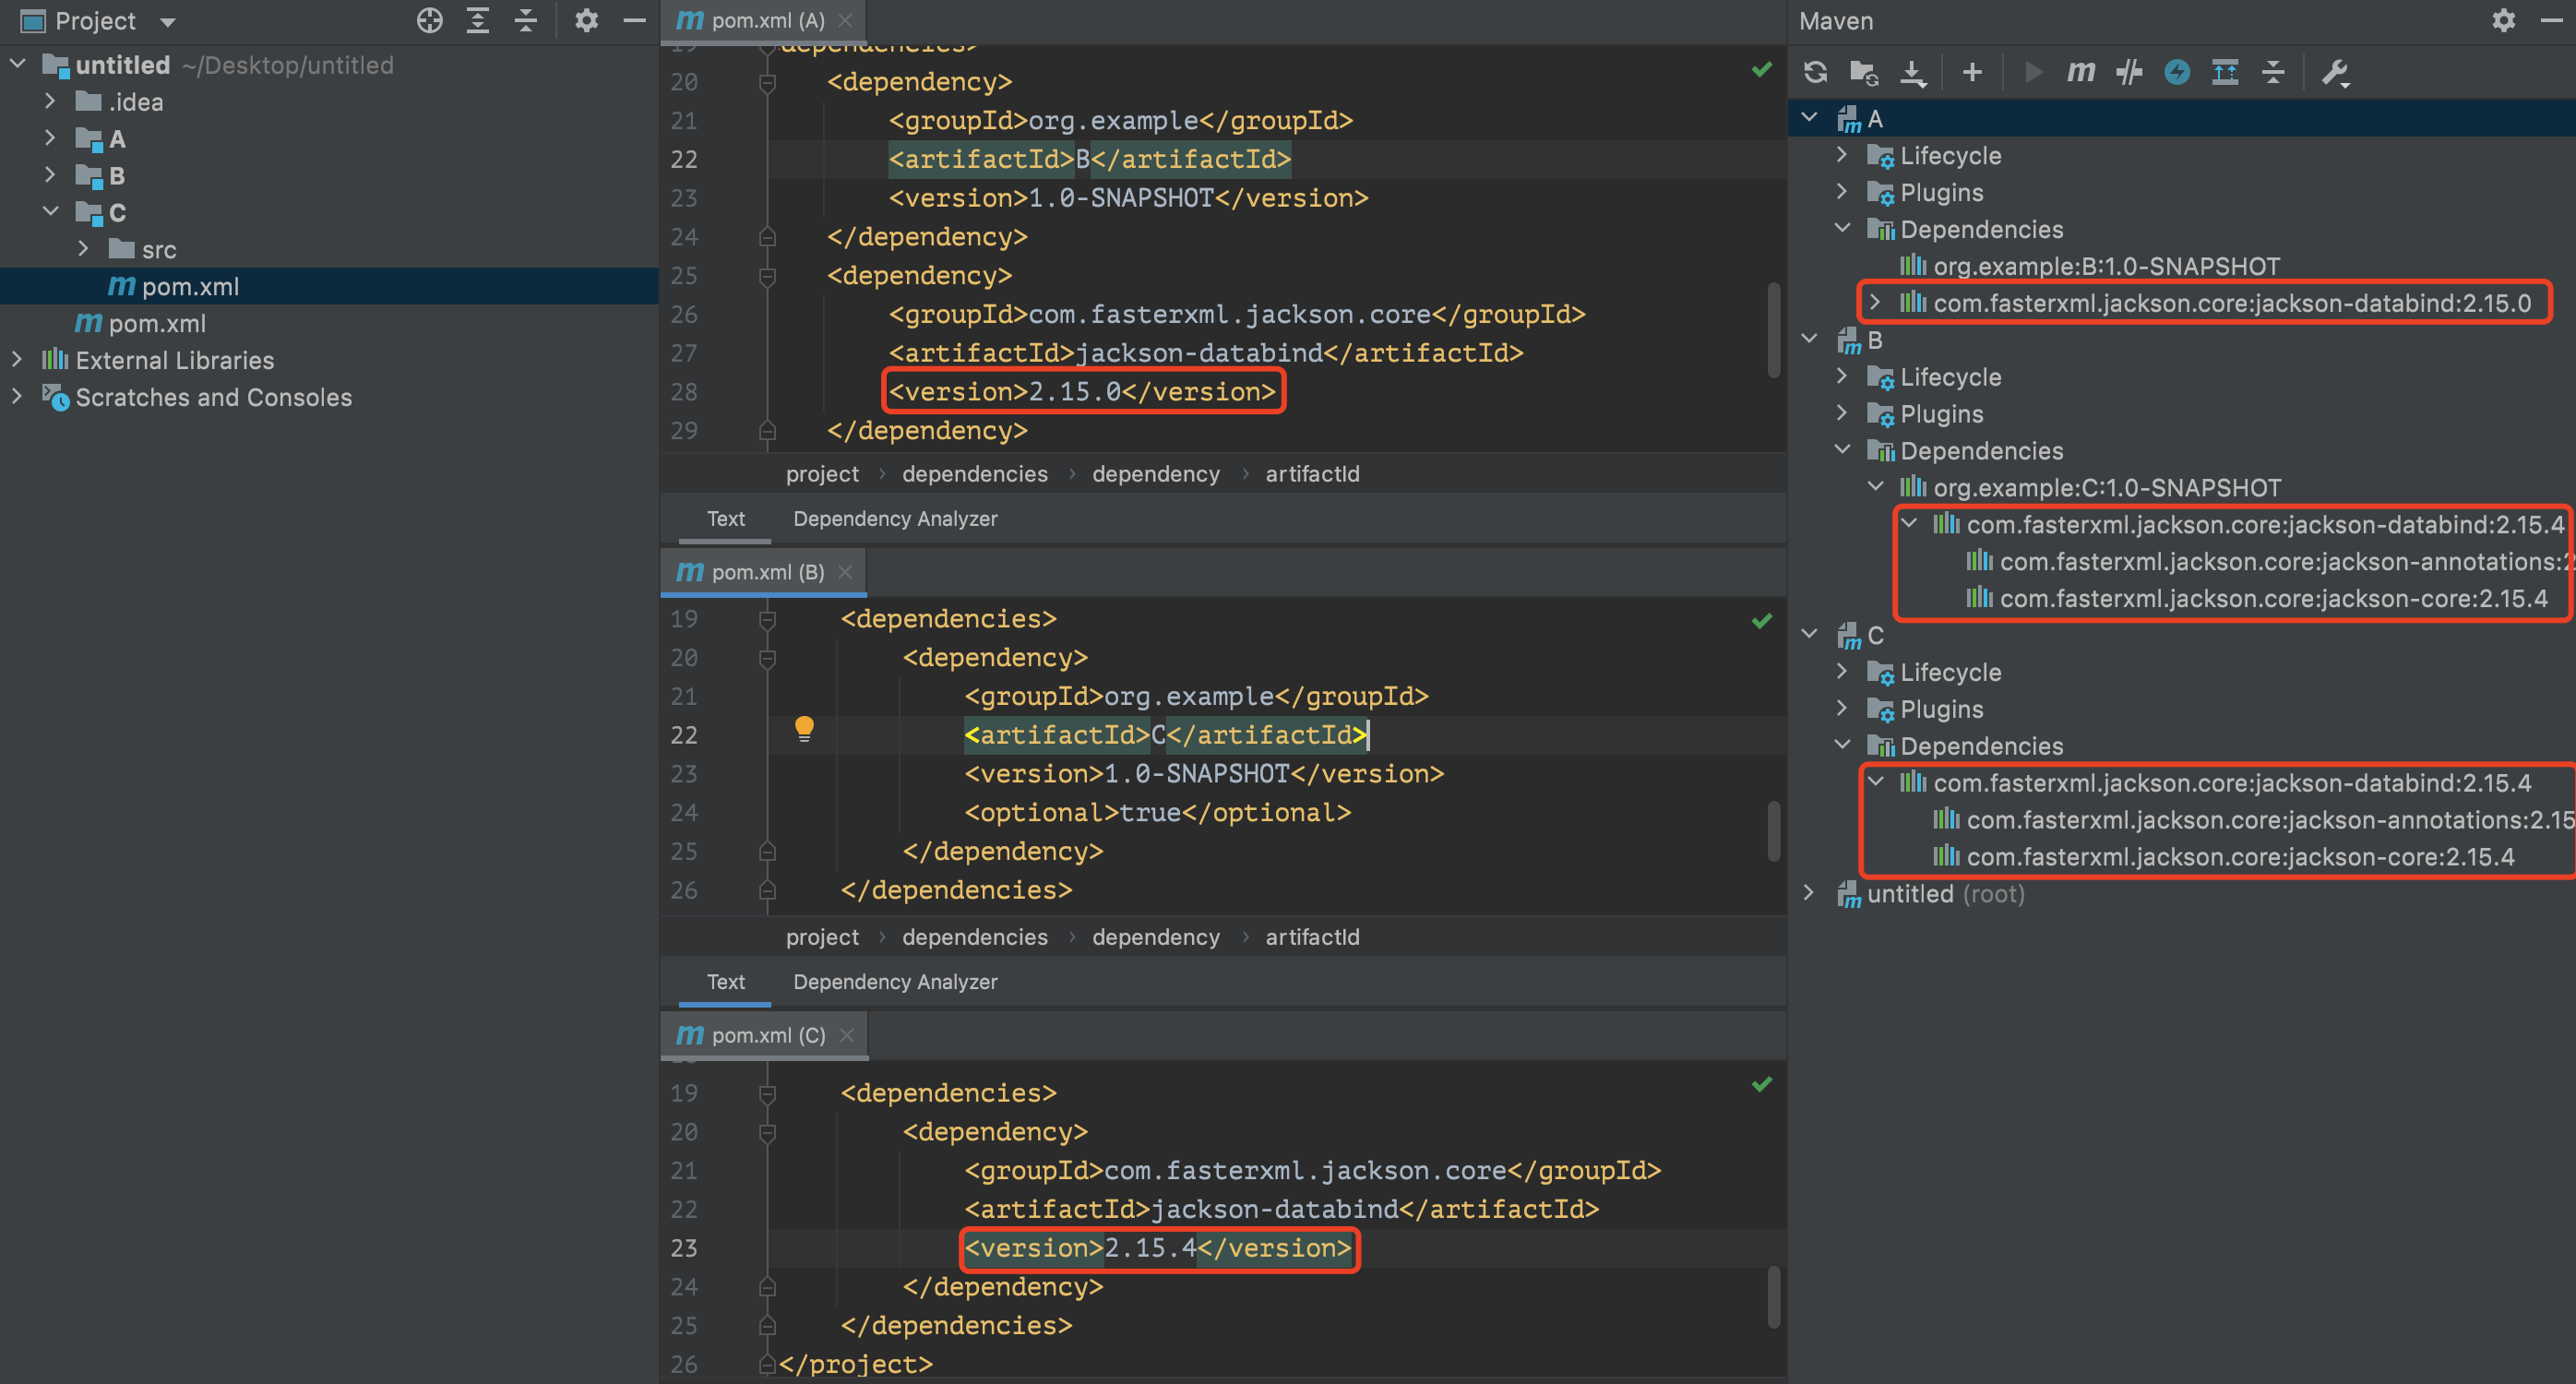 Project
untitled ~/Desktop/untitled
.idea
A
B
C
src
pom.xml
pom.xml
External Libraries
Scratches and Consoles
pom.xml (A)
19 dependencies>
20 <dependency>
21 <groupId>org.example</groupId>
22 <artifactId>B</artifactId>
23 <version>1.0-SNAPSHOT</version>
24 </dependency>
25 <dependency>
26 <groupId>com.fasterxml.jackson.core</groupId>
27 <artifactId>jackson-databind</artifactId>
28 <version>2.15.0</version>
29 </dependency>
project > dependencies > dependency > artifactId
Text Dependency Analyzer
pom.xml (B)
19 <dependencies>
20 <dependency>
21 <groupId>org.example</groupId>
22 <artifactId>C</artifactId>
23 <version>1.0-SNAPSHOT</version>
24 <optional>true</optional>
25 </dependency>
26 </dependencies>
project > dependencies > dependency > artifactId
Text Dependency Analyzer
pom.xml (C)
19 <dependencies>
20 <dependency>
21 <groupId>com.fasterxml.jackson.core</groupId>
22 <artifactId>jackson-databind</artifactId>
23 <version>2.15.4</version>
24 </dependency>
25 </dependencies>
26 </project>
Maven
A
Lifecycle
Plugins
Dependencies
org.example:B:1.0-SNAPSHOT
com.fasterxml.jackson.core:jackson-databind:2.15.0
B
Lifecycle
Plugins
Dependencies
org.example:C:1.0-SNAPSHOT
com.fasterxml.jackson.core:jackson-databind:2.15.4
com.fasterxml.jackson.core:jackson-annotations:2
com.fasterxml.jackson.core:jackson-core:2.15.4
C
Lifecycle
Plugins
Dependencies
com.fasterxml.jackson.core:jackson-databind:2.15.4
com.fasterxml.jackson.core:jackson-annotations:2.15
com.fasterxml.jackson.core:jackson-core:2.15.4
untitled (root)